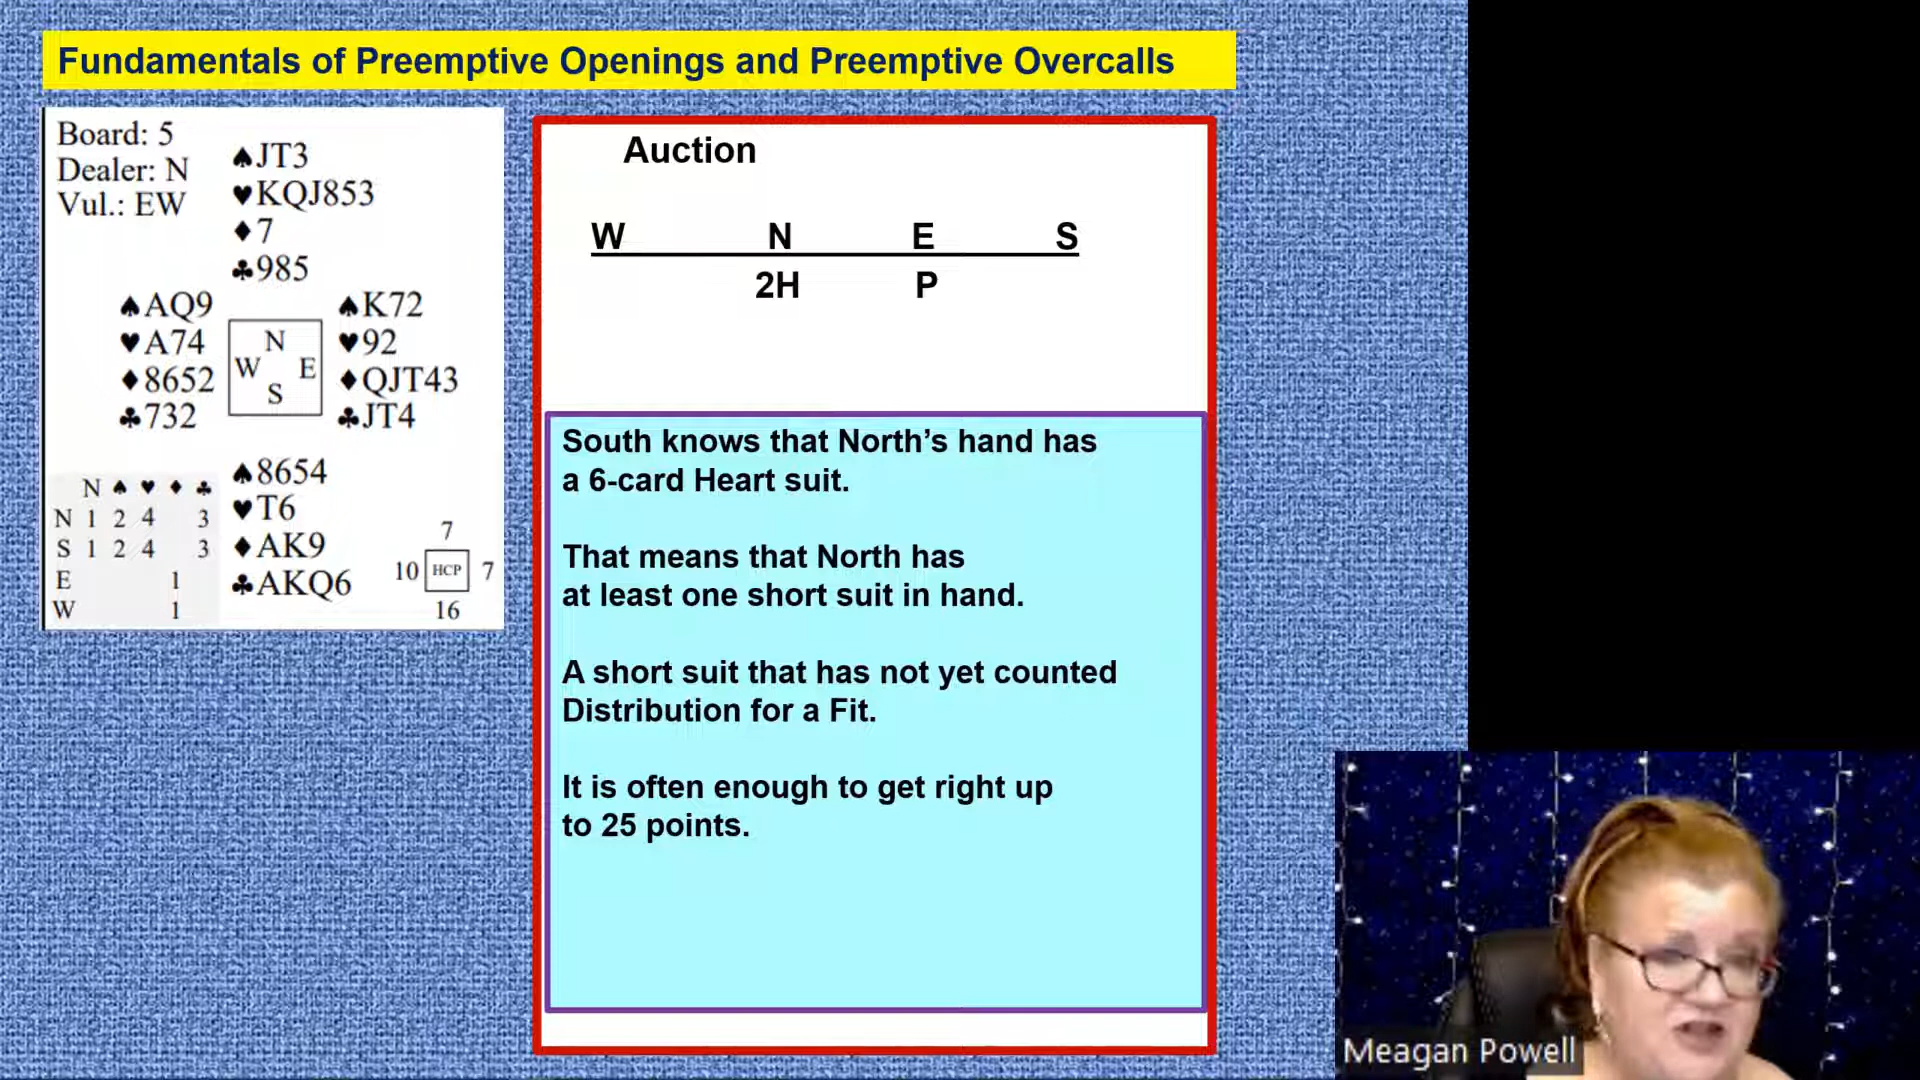 Fundamentals of Preemptive Openings and Preemptive Overcalls
Board: 5
Dealer: N
Vul.: EW
♠JT3
♥KQJ853
♦7
♣985
♠AQ9
♥A74
♦8652
♣732
N
W E
S
♠K72
♥92
♦QJT43
♣JT4
♠8654
♥T6
♦AK9
♣AKQ6
N ♠ ♥ ♦ ♣
N 1 2 4 3
S 1 2 4 3
E 1
W 1
7
10 HCP 7
16
Auction
W N E S
2H P
South knows that North’s hand has
a 6-card Heart suit.
That means that North has
at least one short suit in hand.
A short suit that has not yet counted
Distribution for a Fit.
It is often enough to get right up
to 25 points.
Meagan Powell